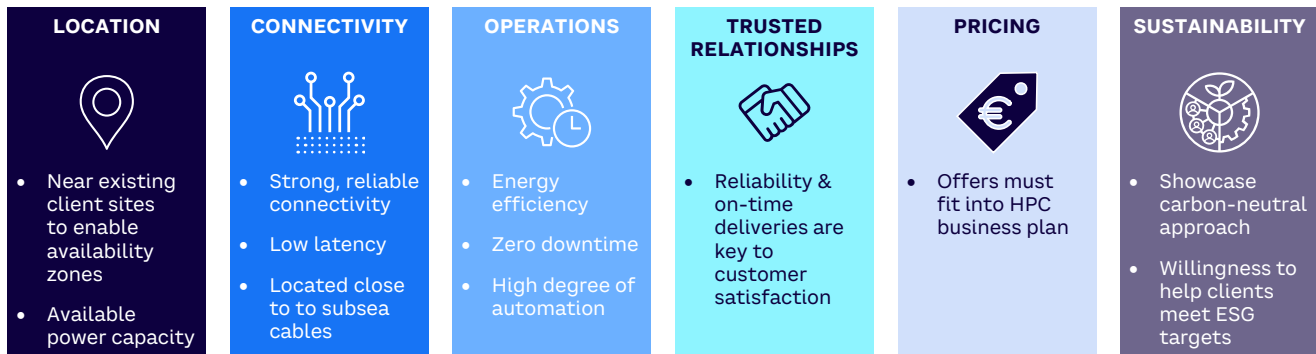 LOCATION
• Near existing
client sites
to enable
availability
zones
• Available
power capacity
CONNECTIVITY
• Strong, reliable
connectivity
• Low latency
• Located close
to to subsea
cables
OPERATIONS
• Energy
efficiency
• Zero downtime
• High degree of
automation
TRUSTED
RELATIONSHIPS
• Reliability &
on-time
deliveries are
key to
customer
satisfaction
PRICING
€
• Offers must
fit into HPC
business plan
SUSTAINABILITY
• Showcase
carbon-neutral
approach
• Willingness to
help clients
meet ESG
targets